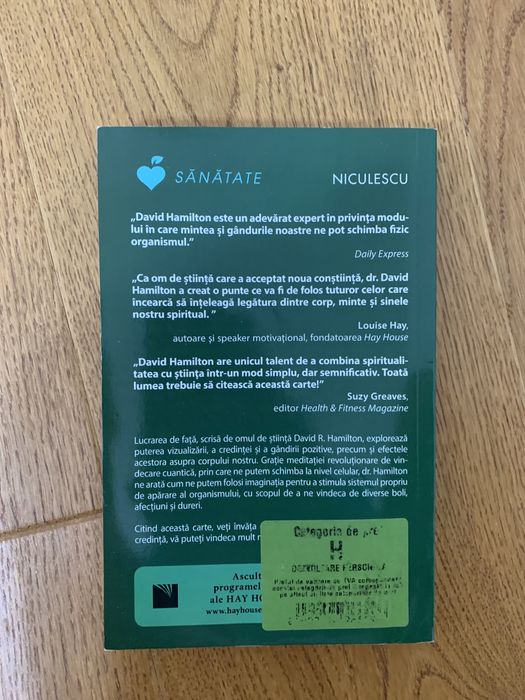 SĂNĂTATE
NICULESCU
„David Hamilton este un adevărat expert în privința modu-
lui în care mintea și gândurile noastre ne pot schimba fizic
organismul.”
Daily Express
„Ca om de știință care a acceptat noua conștiință, dr. David
Hamilton a creat o punte ce va fi de folos tuturor celor care
încearcă să înțeleagă legătura dintre corp, minte și sinele
nostru spiritual. ”
Louise Hay,
autoare și speaker motivațional, fondatoarea Hay House
„David Hamilton are unicul talent de a combina spirituali-
tatea cu știința într-un mod simplu, dar semnificativ. Toată
lumea trebuie să citească această carte!”
Suzy Greaves,
editor Health & Fitness Magazine
Lucrarea de față, scrisă de omul de știință David R. Hamilton, explorează
puterea vizualizării, a credinței și a gândirii pozitive, precum și efectele
acestora asupra corpului nostru. Grație meditației revoluționare de vin-
decare cuantică, prin care ne putem schimba la nivel celular, dr. Hamilton
ne arată cum ne putem folosi imaginația pentru a stimula sistemul propriu
de apărare al organismului, cu scopul de a ne vindeca de diverse boli,
afecțiuni și dureri.
Citind această carte, veți învăța
credință, vă puteți vindeca mult
Categoria de
H
DEZVOLTARE PERSONALA
Ascult
programel
ale HAY HO
www.hayhouse